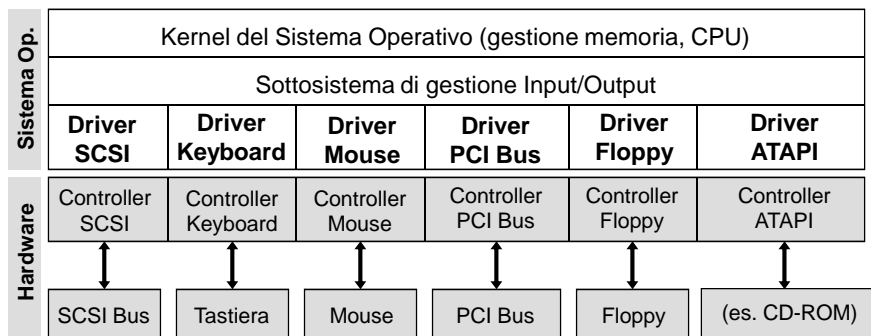 Sistema Op.
Kernel del Sistema Operativo (gestione memoria, CPU)
Sottosistema di gestione Input/Output
Driver SCSI
Driver Keyboard
Driver Mouse
Driver PCI Bus
Driver Floppy
Driver ATAPI
Hardware
Controller SCSI
Controller Keyboard
Controller Mouse
Controller PCI Bus
Controller Floppy
Controller ATAPI
SCSI Bus
Tastiera
Mouse
PCI Bus
Floppy
(es. CD-ROM)